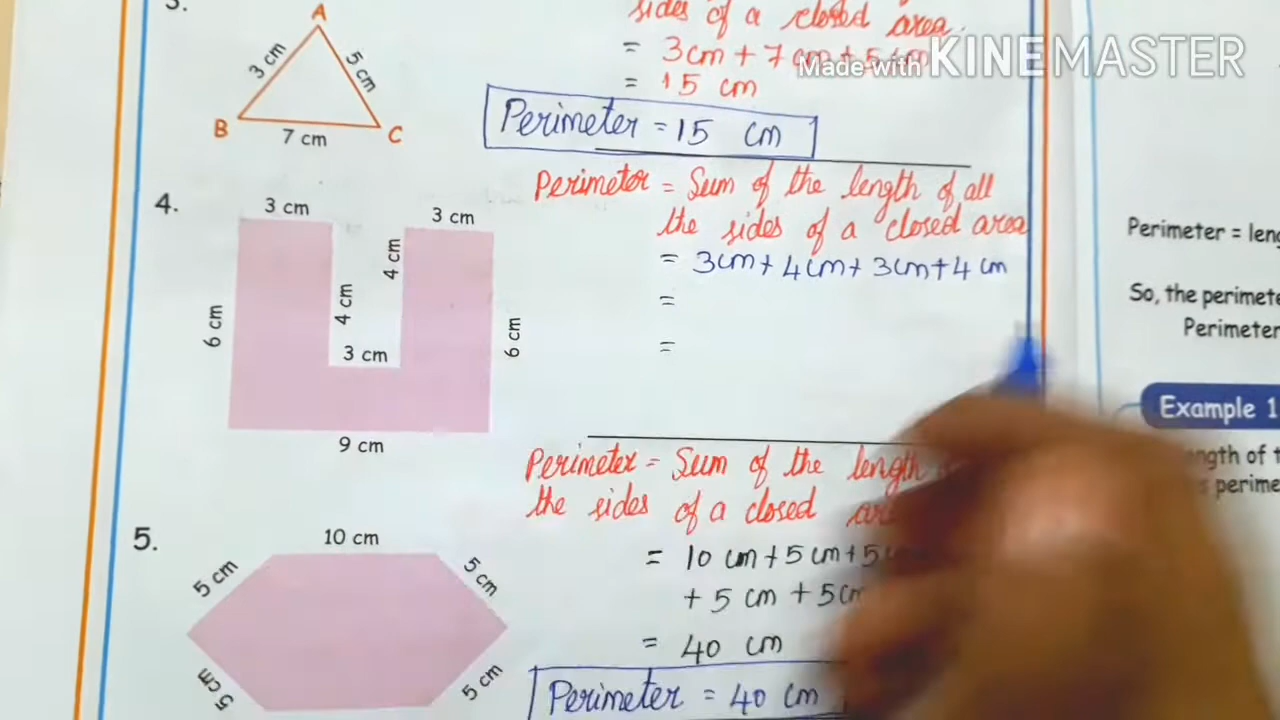 3.
A
3 cm
5 cm
B
7 cm
C
sides of a closed area.
= 3cm + 7 cm + 5 cm
= 15 cm
Made with KINEMASTER
Perimeter = 15 cm
4.
3 cm
3 cm
4 cm
4 cm
6 cm
3 cm
6 cm
9 cm
Perimeter = Sum of the length of all
the sides of a closed area
= 3cm + 4cm + 3cm + 4 cm
=
=
5.
10 cm
5 cm
5 cm
5 cm
5 cm
Perimeter = Sum of the length
the sides of a closed
= 10 cm + 5 cm + 5
+ 5 cm + 5cm
= 40 cm
Perimeter = 40 cm
Perimeter =
So, the
Perimeter
Example 1
of